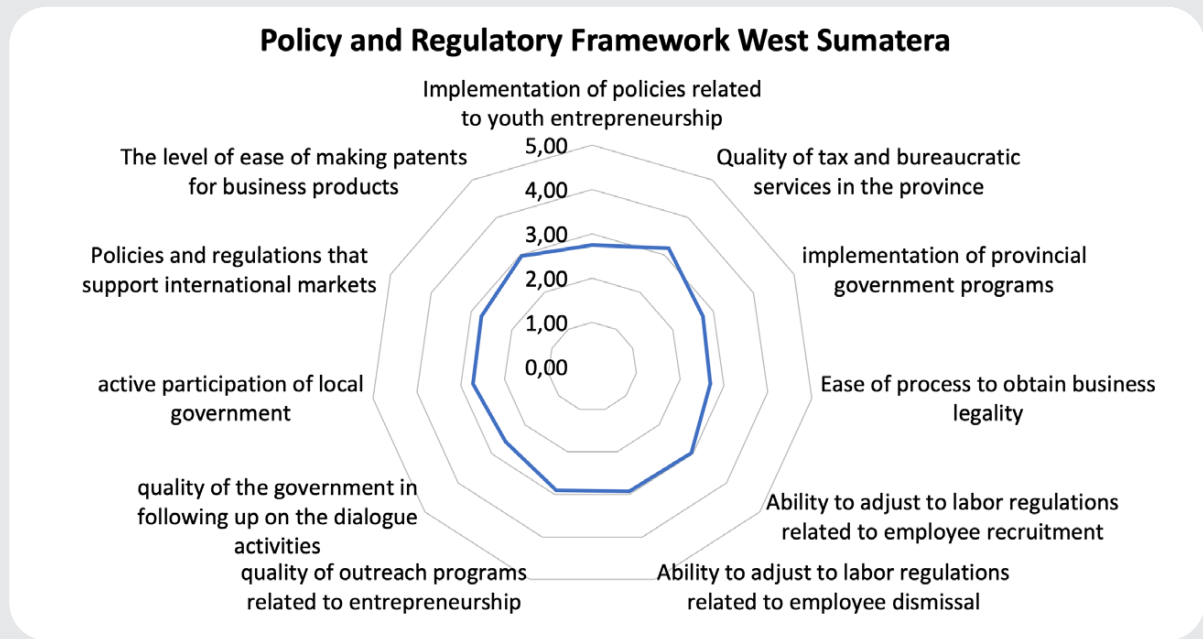 Policy and Regulatory Framework West Sumatera
Implementation of policies related
to youth entrepreneurship
Quality of tax and bureaucratic
services in the province
implementation of provincial
government programs
Ease of process to obtain business
legality
Ability to adjust to labor regulations
related to employee recruitment
Ability to adjust to labor regulations
related to employee dismissal
quality of outreach programs
related to entrepreneurship
quality of the government in
following up on the dialogue
activities
active participation of local
government
Policies and regulations that
support international markets
The level of ease of making patents
for business products
5,00
4,00
3,00
2,00
1,00
0,00